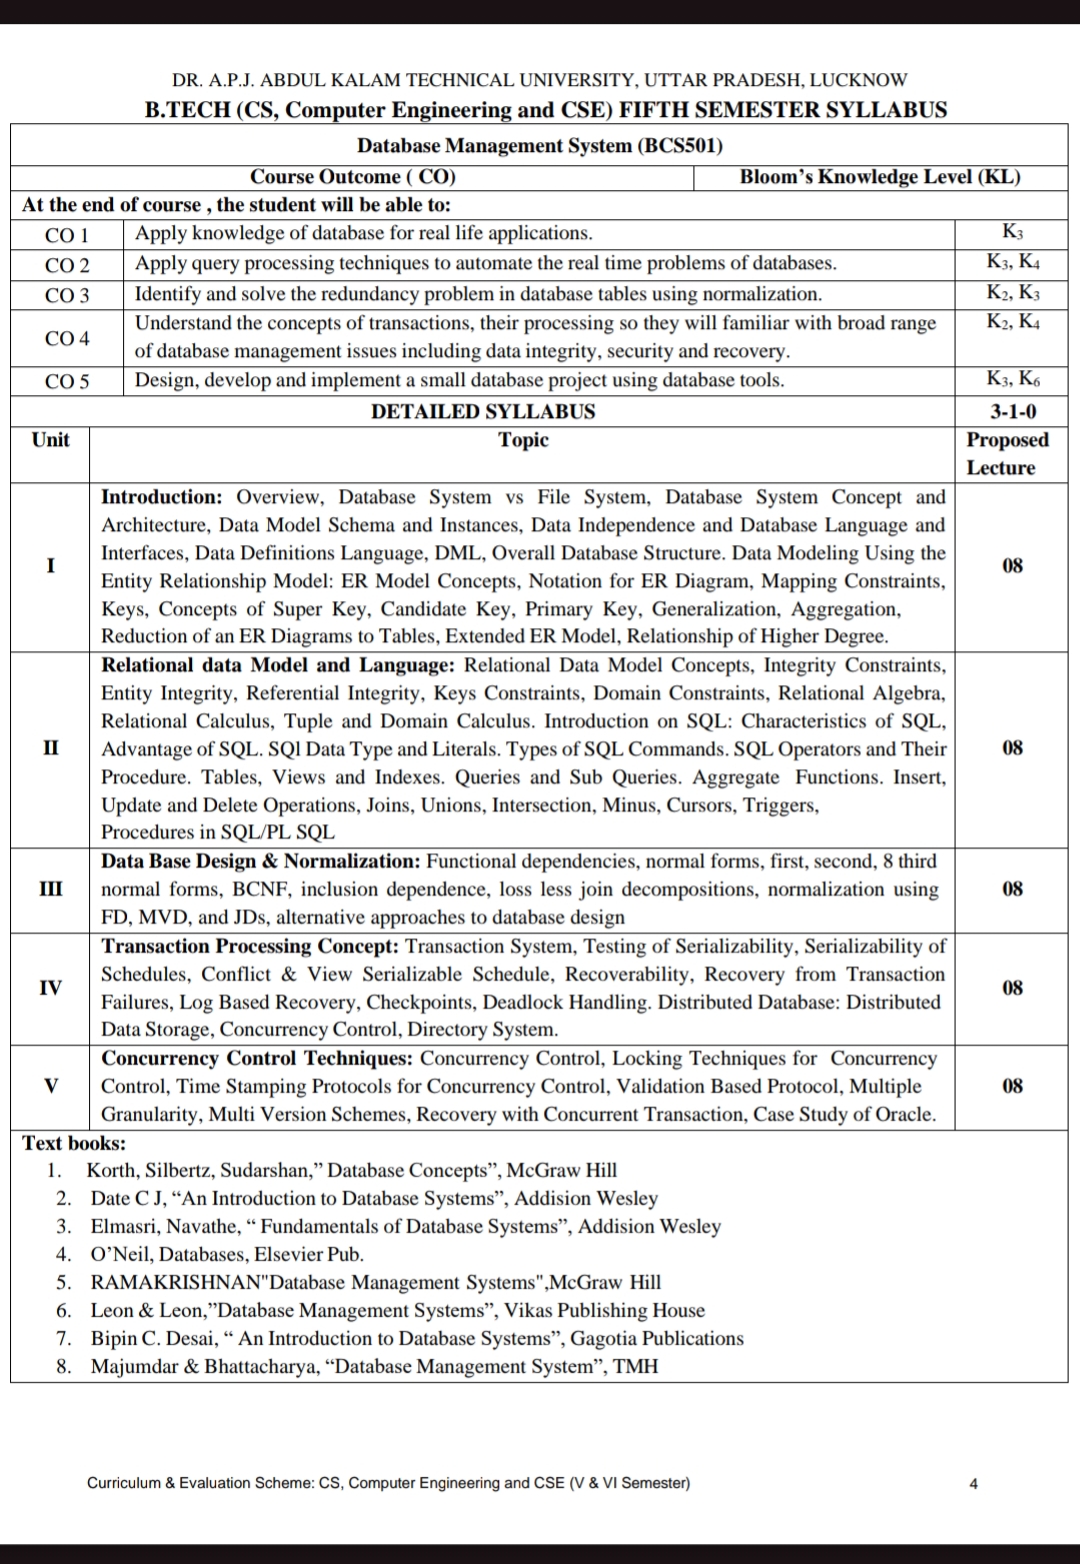 DR. A.P.J. ABDUL KALAM TECHNICAL UNIVERSITY, UTTAR PRADESH, LUCKNOW
B.TECH (CS, Computer Engineering and CSE) FIFTH SEMESTER SYLLABUS
Database Management System (BCS501)
Course Outcome ( CO) Bloom’s Knowledge Level (KL)
At the end of course , the student will be able to:
CO 1 Apply knowledge of database for real life applications. K3
CO 2 Apply query processing techniques to automate the real time problems of databases. K3, K4
CO 3 Identify and solve the redundancy problem in database tables using normalization. K2, K3
CO 4 Understand the concepts of transactions, their processing so they will familiar with broad range K2, K4
of database management issues including data integrity, security and recovery.
CO 5 Design, develop and implement a small database project using database tools. K3, K6
DETAILED SYLLABUS 3-1-0
Unit Topic Proposed
Lecture
Introduction: Overview, Database System vs File System, Database System Concept and
Architecture, Data Model Schema and Instances, Data Independence and Database Language and
Interfaces, Data Definitions Language, DML, Overall Database Structure. Data Modeling Using the
I Entity Relationship Model: ER Model Concepts, Notation for ER Diagram, Mapping Constraints, 08
Keys, Concepts of Super Key, Candidate Key, Primary Key, Generalization, Aggregation,
Reduction of an ER Diagrams to Tables, Extended ER Model, Relationship of Higher Degree.
Relational data Model and Language: Relational Data Model Concepts, Integrity Constraints,
Entity Integrity, Referential Integrity, Keys Constraints, Domain Constraints, Relational Algebra,
Relational Calculus, Tuple and Domain Calculus. Introduction on SQL: Characteristics of SQL,
II Advantage of SQL. SQl Data Type and Literals. Types of SQL Commands. SQL Operators and Their 08
Procedure. Tables, Views and Indexes. Queries and Sub Queries. Aggregate Functions. Insert,
Update and Delete Operations, Joins, Unions, Intersection, Minus, Cursors, Triggers,
Procedures in SQL/PL SQL
Data Base Design & Normalization: Functional dependencies, normal forms, first, second, 8 third
III normal forms, BCNF, inclusion dependence, loss less join decompositions, normalization using 08
FD, MVD, and JDs, alternative approaches to database design
Transaction Processing Concept: Transaction System, Testing of Serializability, Serializability of
Schedules, Conflict & View Serializable Schedule, Recoverability, Recovery from Transaction
IV Failures, Log Based Recovery, Checkpoints, Deadlock Handling. Distributed Database: Distributed 08
Data Storage, Concurrency Control, Directory System.
Concurrency Control Techniques: Concurrency Control, Locking Techniques for Concurrency
V Control, Time Stamping Protocols for Concurrency Control, Validation Based Protocol, Multiple 08
Granularity, Multi Version Schemes, Recovery with Concurrent Transaction, Case Study of Oracle.
Text books:
1. Korth, Silbertz, Sudarshan,” Database Concepts”, McGraw Hill
2. Date C J, “An Introduction to Database Systems”, Addision Wesley
3. Elmasri, Navathe, “ Fundamentals of Database Systems”, Addision Wesley
4. O’Neil, Databases, Elsevier Pub.
5. RAMAKRISHNAN"Database Management Systems",McGraw Hill
6. Leon & Leon,”Database Management Systems”, Vikas Publishing House
7. Bipin C. Desai, “ An Introduction to Database Systems”, Gagotia Publications
8. Majumdar & Bhattacharya, “Database Management System”, TMH
Curriculum & Evaluation Scheme: CS, Computer Engineering and CSE (V & VI Semester) 4